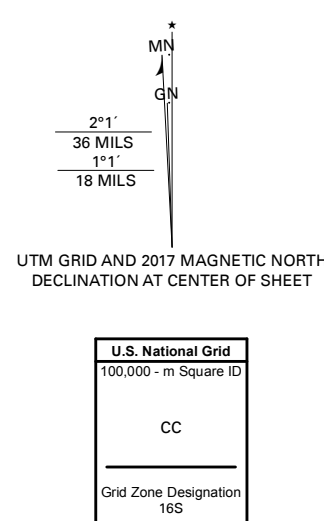 MN
GN
2°1´
36 MILS
1°1´
18 MILS
UTM GRID AND 2017 MAGNETIC NORTH
DECLINATION AT CENTER OF SHEET
U.S. National Grid
100,000 - m Square ID
CC
Grid Zone Designation
16S